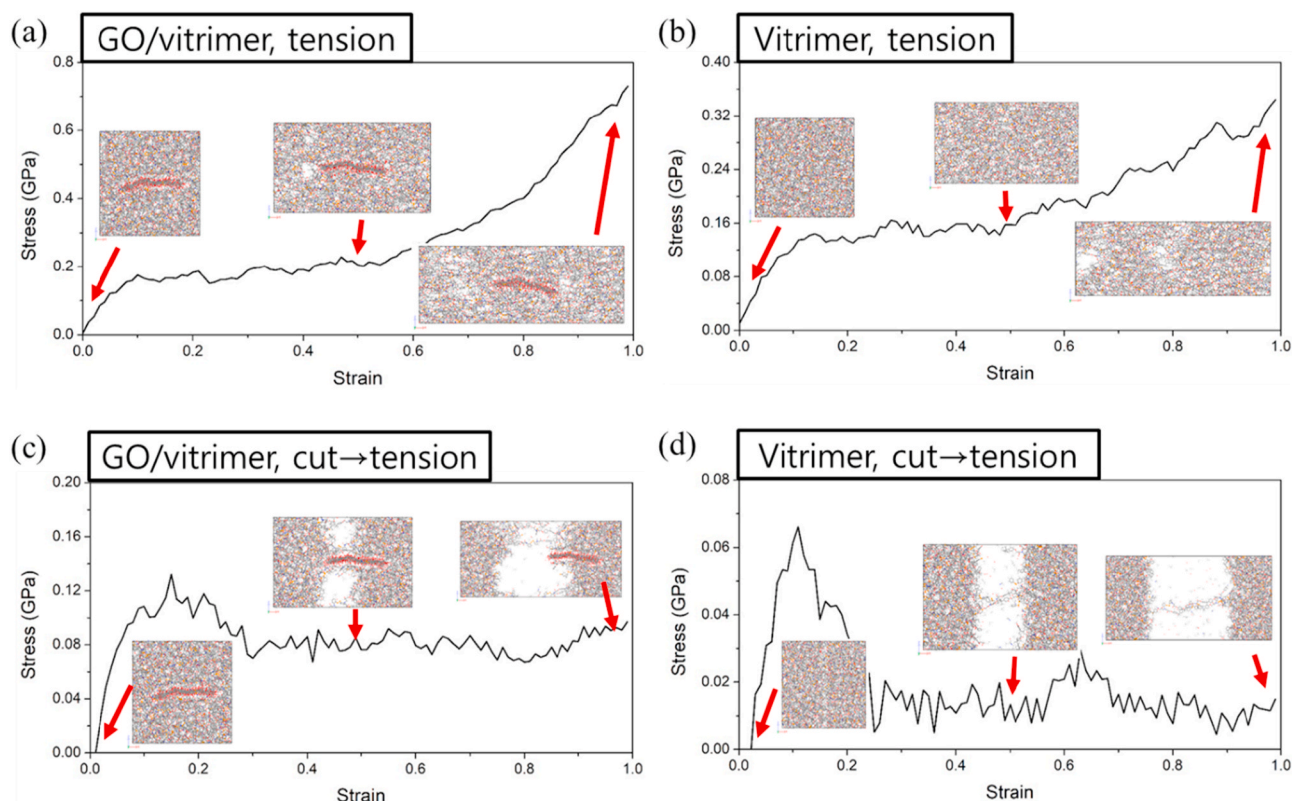 (a)
GO/vitrimer, tension
0.8
0.6
0.4
0.2
0.0
Stress (GPa)
0.0 0.2 0.4 0.6 0.8 1.0
Strain
(b)
Vitrimer, tension
0.40
0.32
0.24
0.16
0.08
0.00
Stress (GPa)
0.0 0.2 0.4 0.6 0.8 1.0
Strain
(c)
GO/vitrimer, cut→tension
0.20
0.16
0.12
0.08
0.04
0.00
Stress (GPa)
0.0 0.2 0.4 0.6 0.8 1.0
Strain
(d)
Vitrimer, cut→tension
0.08
0.06
0.04
0.02
0.00
Stress (GPa)
0.0 0.2 0.4 0.6 0.8 1.0
Strain